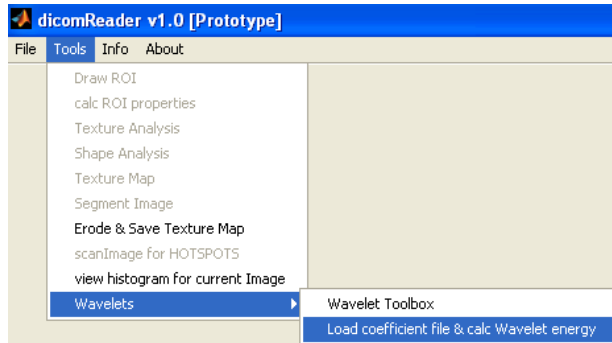 dicomReader v1.0 [Prototype]
File Tools Info About
Draw ROI
calc ROI properties
Texture Analysis
Shape Analysis
Texture Map
Segment Image
Erode & Save Texture Map
scanImage for HOTSPOTS
view histogram for current Image
Wavelets
Wavelet Toolbox
Load coefficient file & calc Wavelet energy